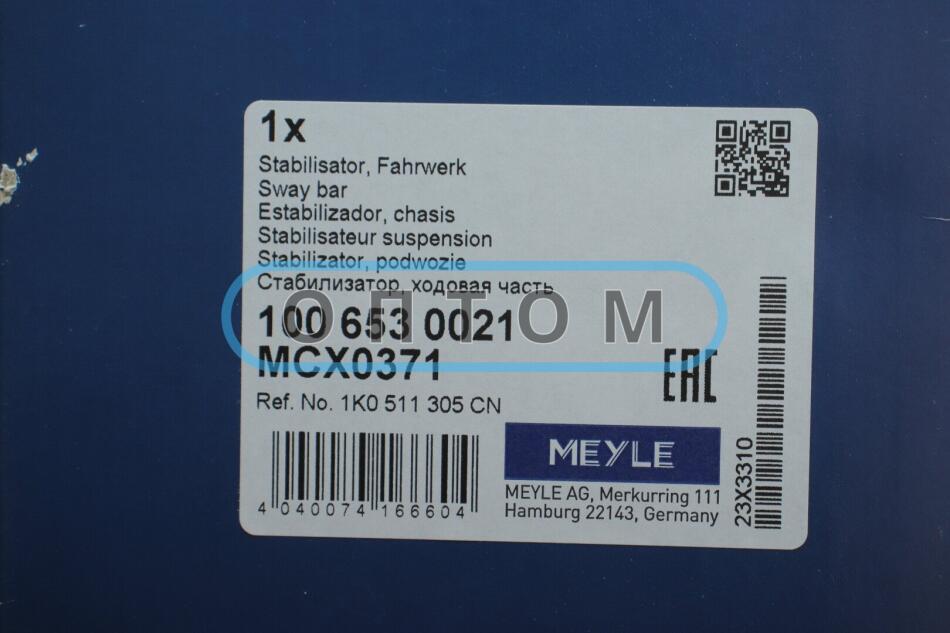 1x
Stabilisator, Fahrwerk
Sway bar
Estabilizador, chasis
Stabilisateur suspension
Stabilizator, podwozie
Стабилизатор, ходовая часть
ОПТОМ
100 653 0021
MCX0371
EAC
Ref. No. 1K0 511 305 CN
MEYLE
MEYLE AG, Merkurring 111
Hamburg 22143, Germany
4 040074 166604
23X3310